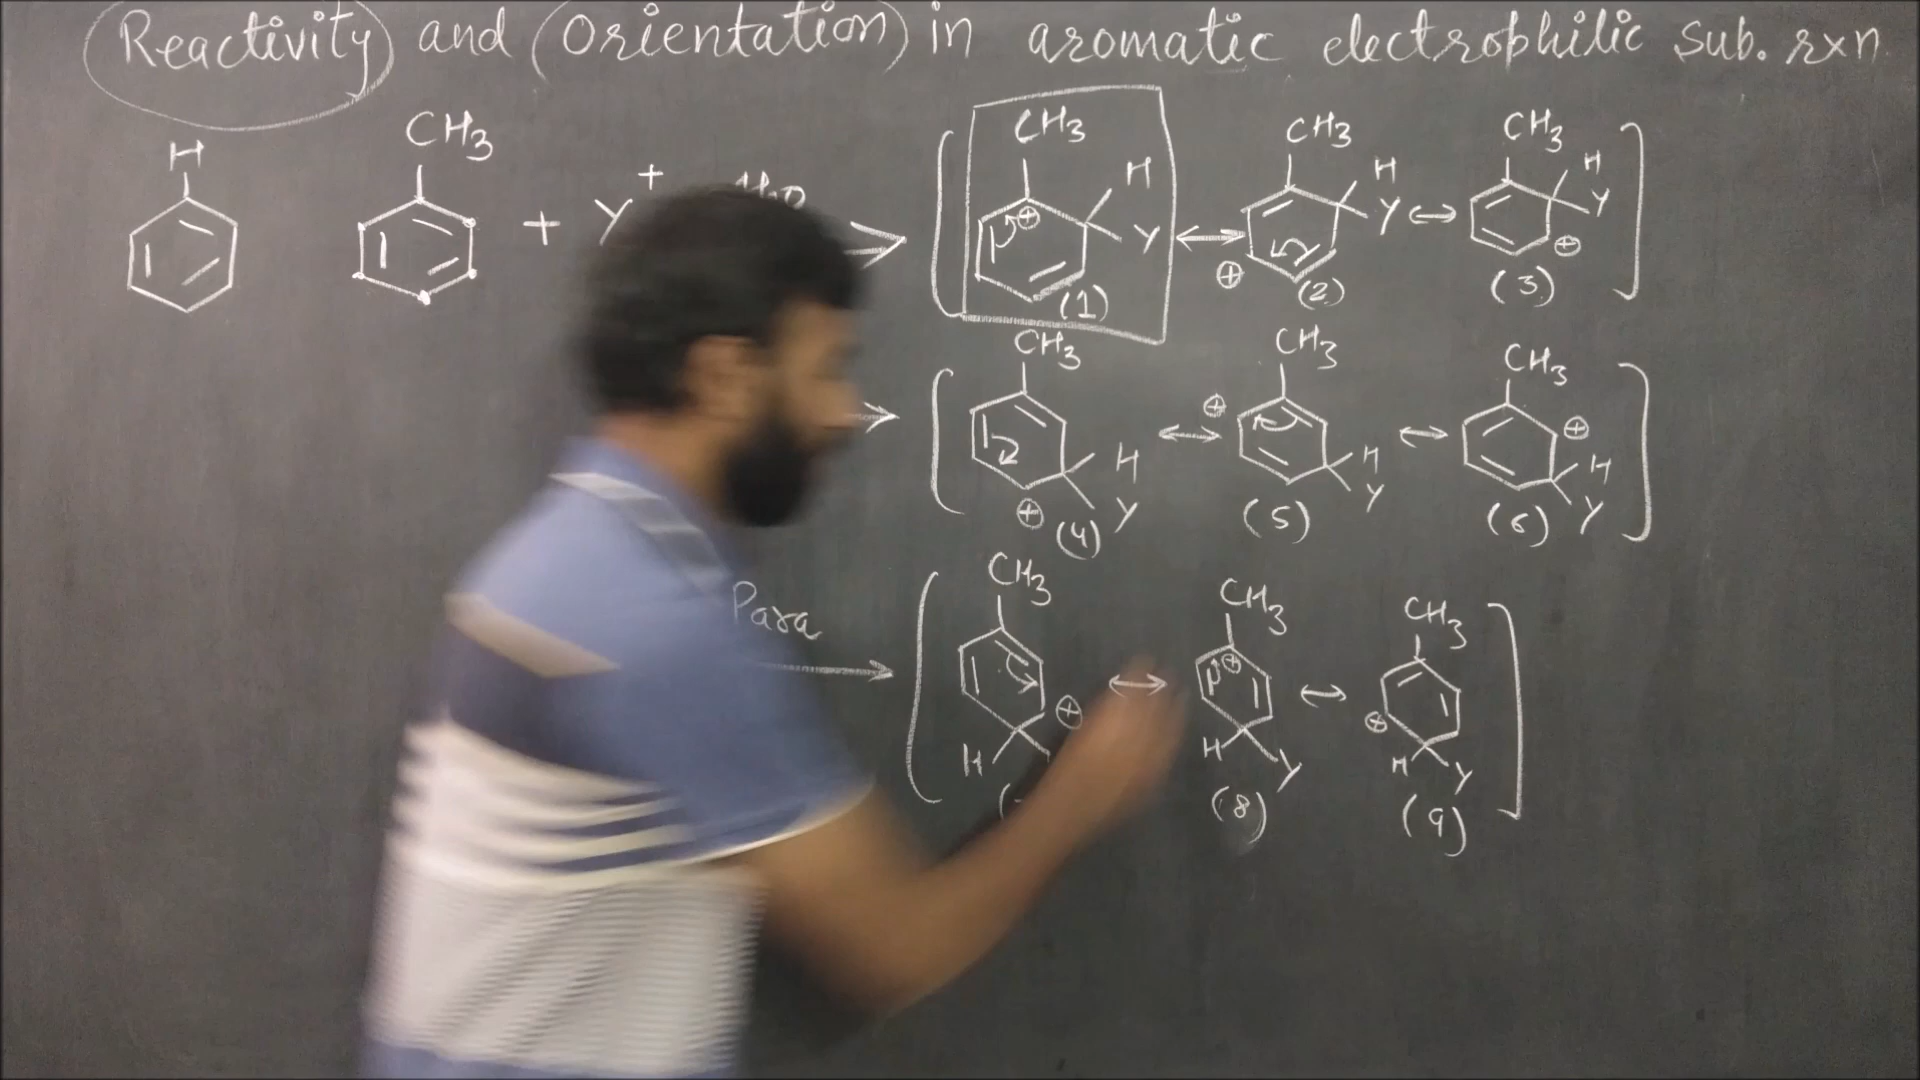 Reactivity and Orientation in aromatic electrophilic sub. rxn
H
CH3
+ Y+
CH3 H Y (1)
CH3 H Y (2)
CH3 H Y (3)
CH3 H Y (4)
CH3 H Y (5)
CH3 H Y (6)
Para
CH3 H
CH3 H Y (8)
CH3 H Y (9)